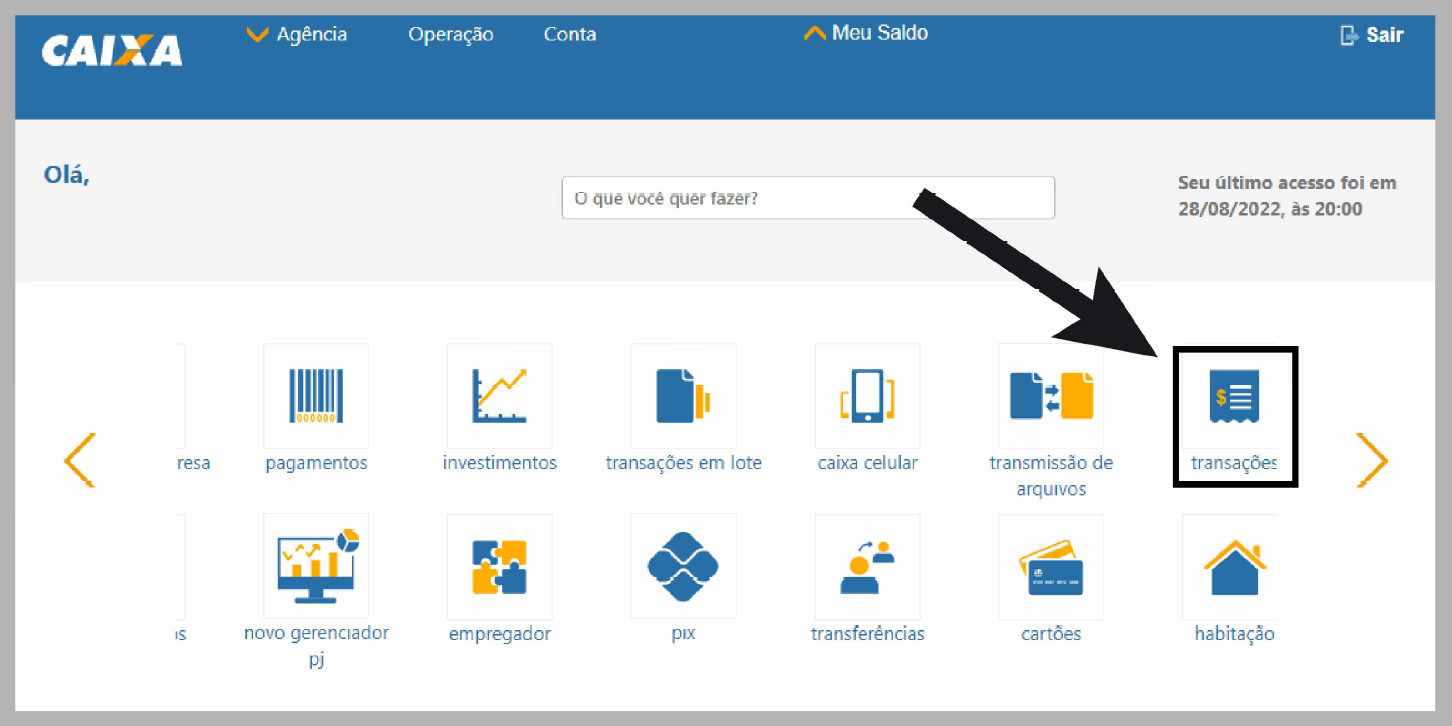 CAIXA
Agência
Operação
Conta
Meu Saldo
Sair
Olá,
O que você quer fazer?
Seu último acesso foi em
28/08/2022, às 20:00
resa
pagamentos
investimentos
transações em lote
caixa celular
transmissão de
arquivos
transações
novo gerenciador
pj
empregador
pix
transferências
cartões
habitação